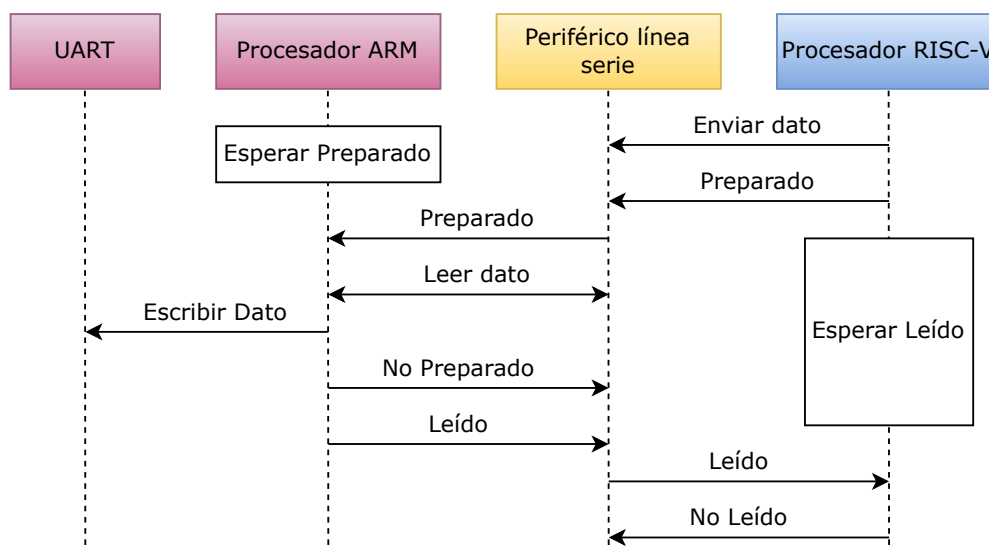 UART
Procesador ARM
Periférico línea
serie
Procesador RISC-V
Enviar dato
Esperar Preparado
Preparado
Preparado
Leer dato
Escribir Dato
Esperar Leído
No Preparado
Leído
Leído
No Leído